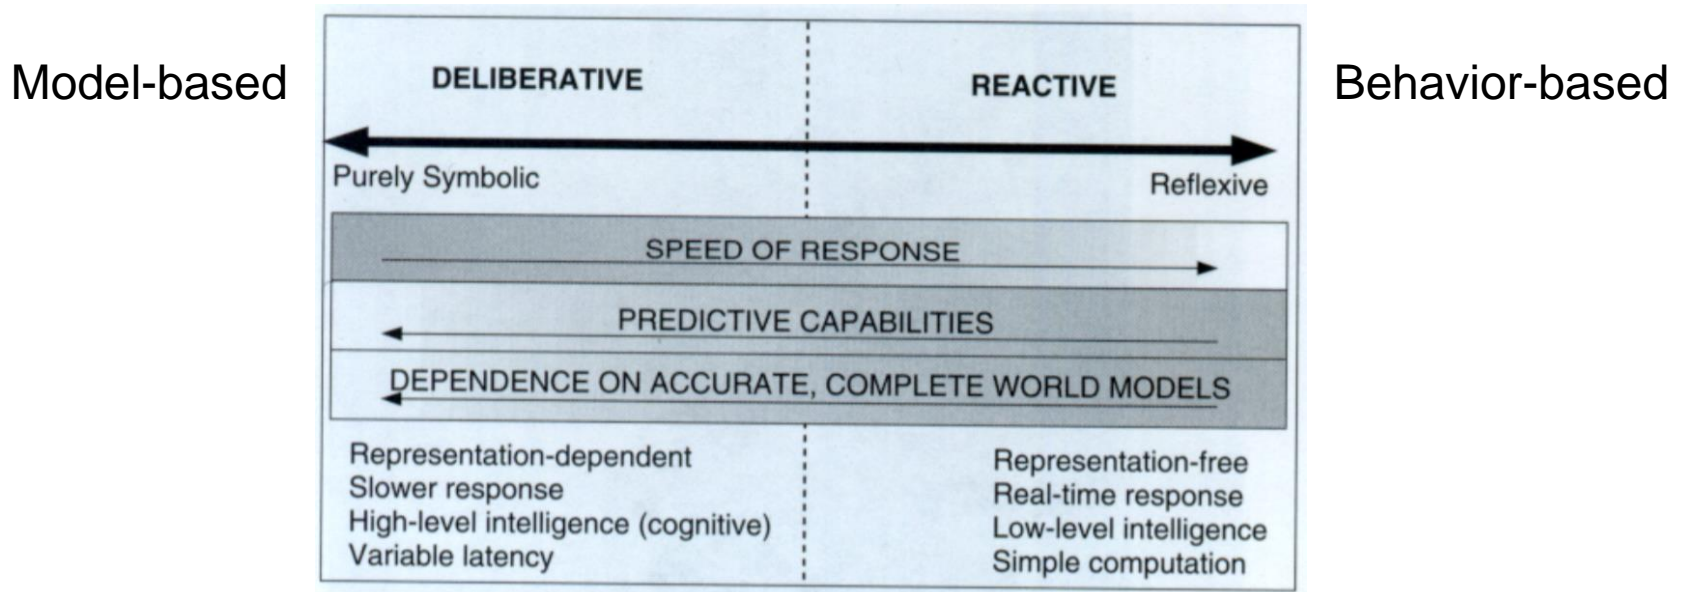 Model-based
DELIBERATIVE
REACTIVE
Behavior-based
Purely Symbolic
Reflexive
SPEED OF RESPONSE
PREDICTIVE CAPABILITIES
DEPENDENCE ON ACCURATE, COMPLETE WORLD MODELS
Representation-dependent
Slower response
High-level intelligence (cognitive)
Variable latency
Representation-free
Real-time response
Low-level intelligence
Simple computation